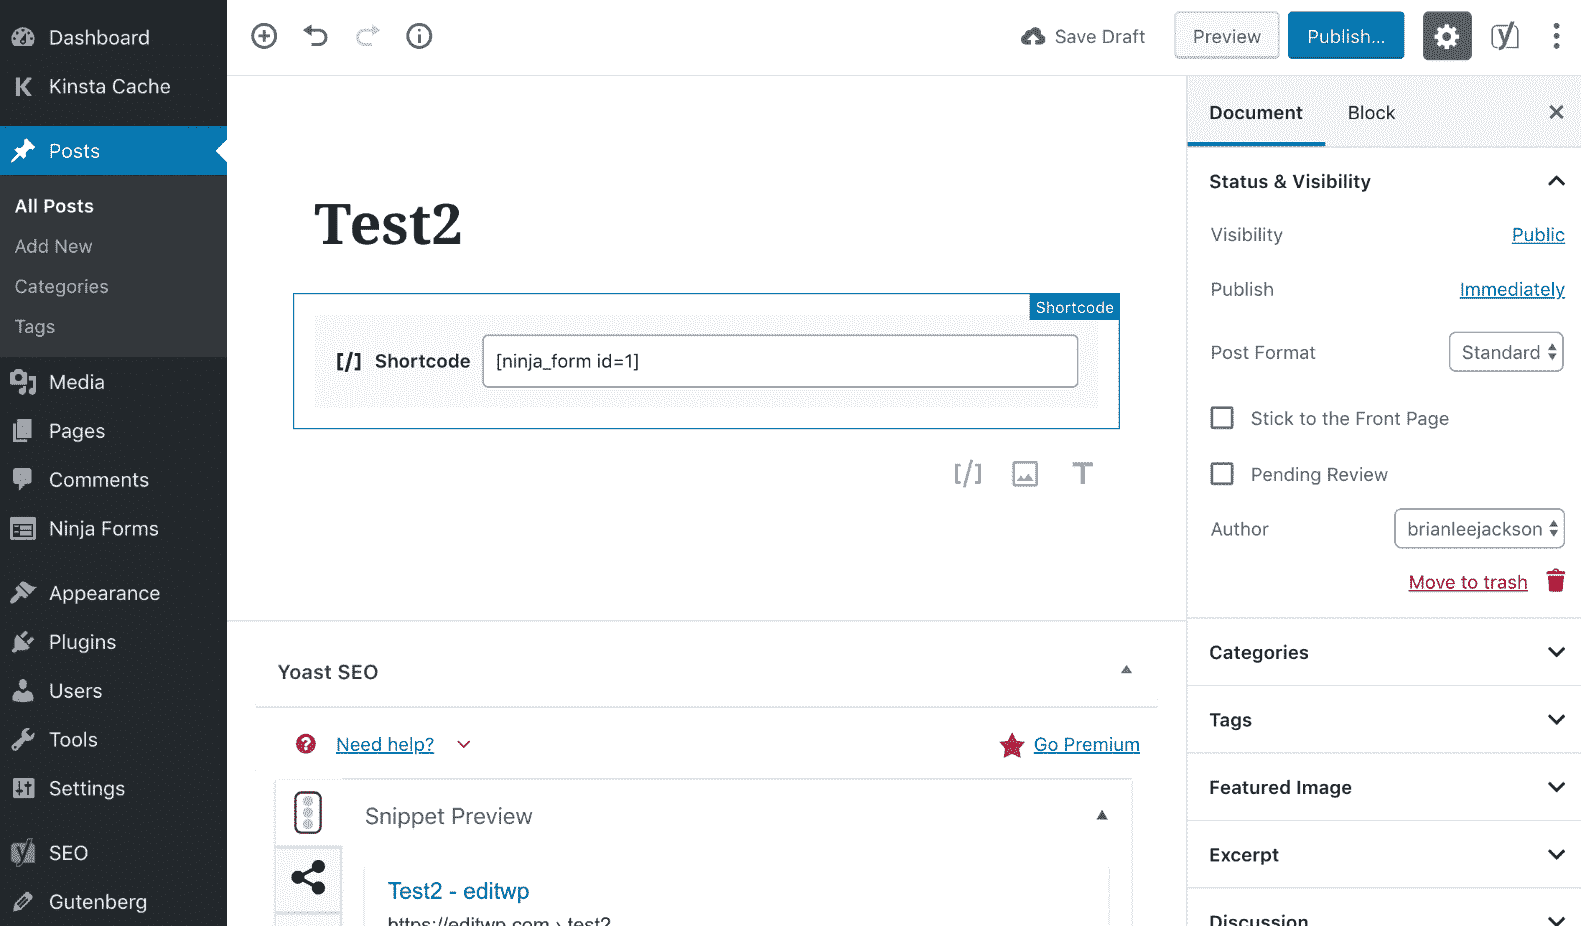 Dashboard
Kinsta Cache
Posts
All Posts
Add New
Categories
Tags
Media
Pages
Comments
Ninja Forms
Appearance
Plugins
Users
Tools
Settings
SEO
Gutenberg
Save Draft
Preview
Publish...
Test2
Shortcode
[/] Shortcode [ninja_form id=1]
[/]
T
Yoast SEO
Need help?
Go Premium
Snippet Preview
Test2 - editwp
https://editwp.com › test2
Document Block
Status & Visibility
Visibility Public
Publish Immediately
Post Format Standard
Stick to the Front Page
Pending Review
Author brianleejackson
Move to trash
Categories
Tags
Featured Image
Excerpt
Discussion